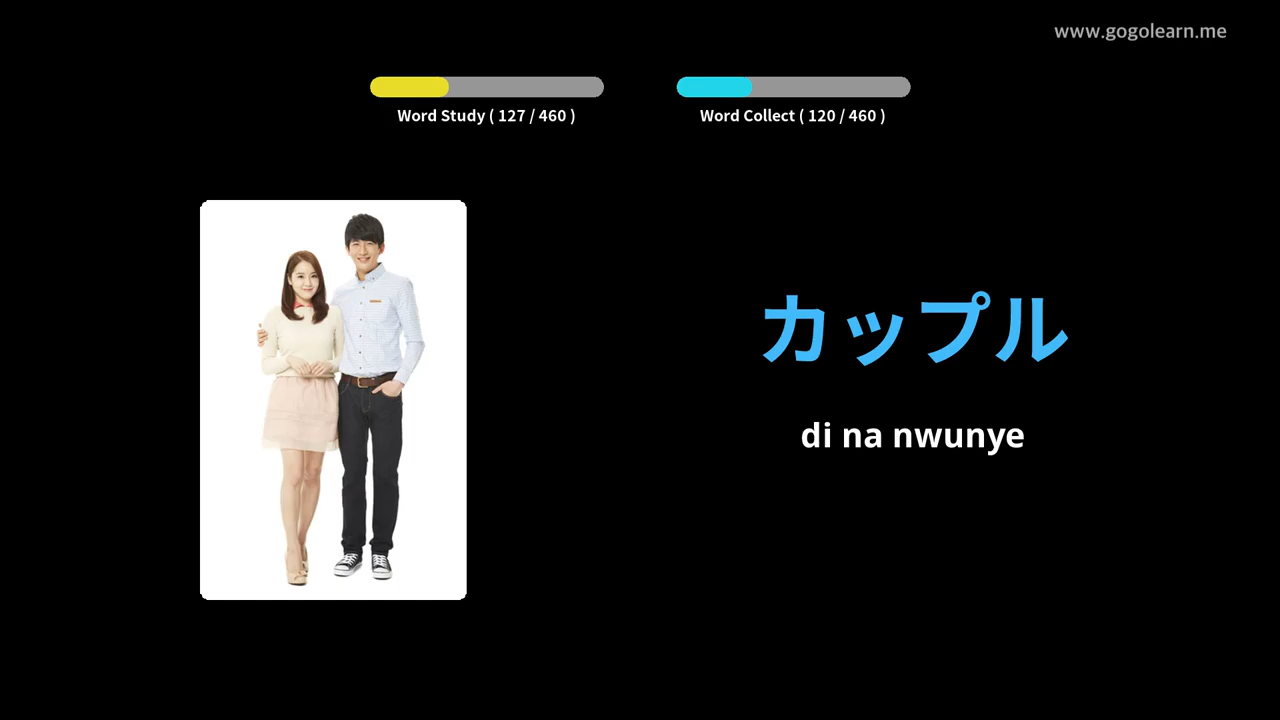 www.gogolearn.me
Word Study ( 127 / 460 )
Word Collect ( 120 / 460 )
カップル
di na nwunye